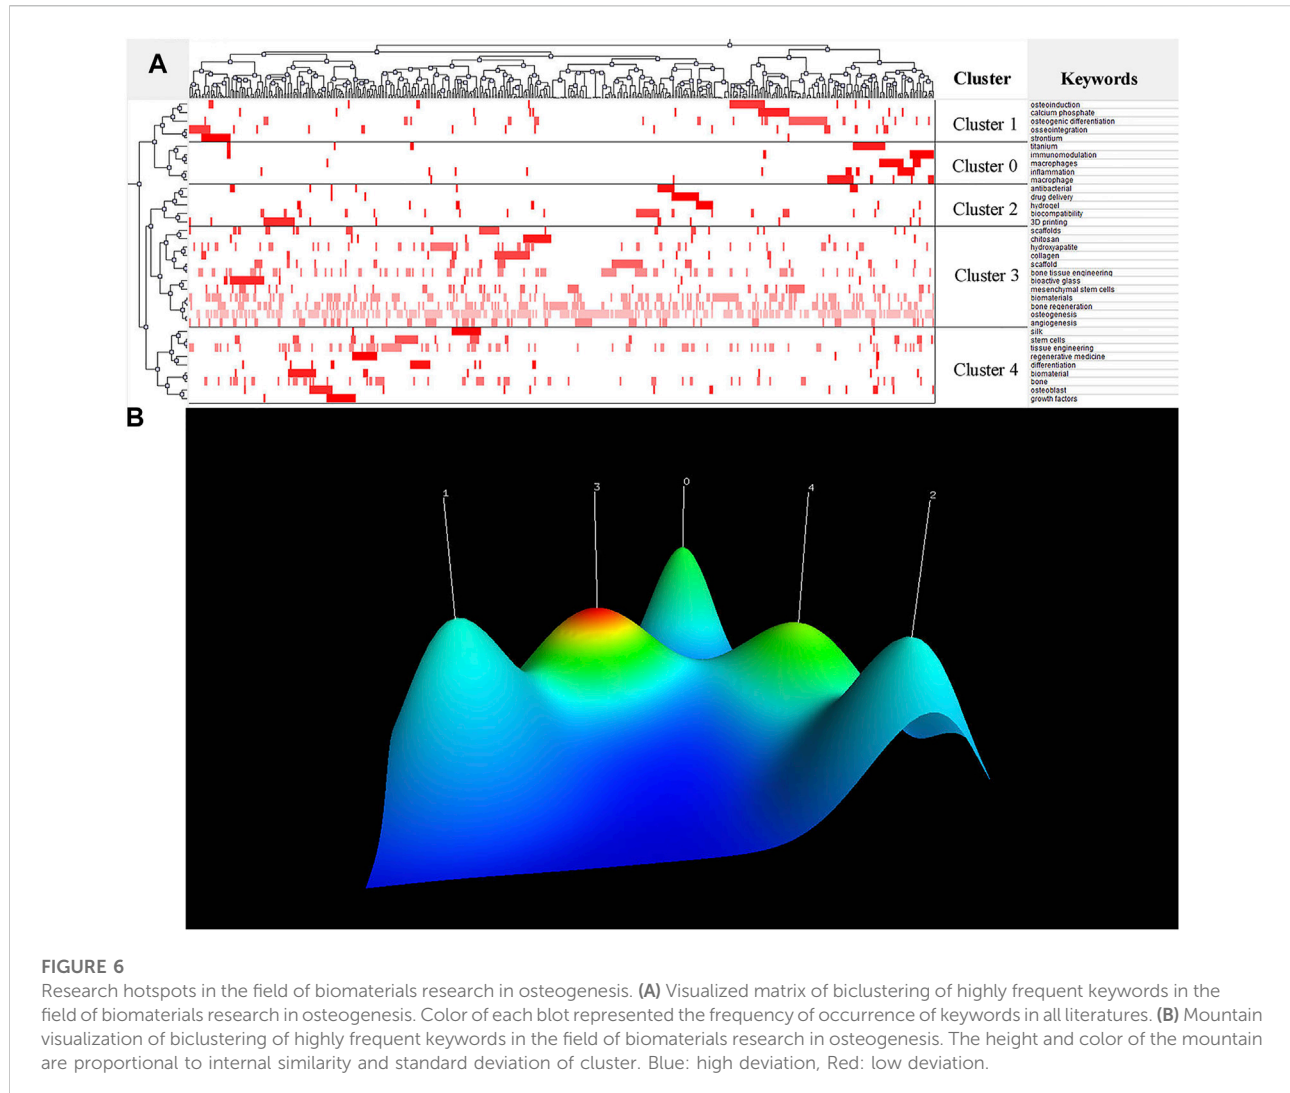 A
Cluster
Keywords
Cluster 1
osteoinduction
calcium phosphate
osteogenic differentiation
osseointegration
strontium
Cluster 0
titanium
immunomodulation
macrophages
inflammation
macrophage
Cluster 2
antibacterial
drug delivery
hydrogel
biocompatibility
3D printing
Cluster 3
scaffolds
chitosan
hydroxyapatite
collagen
scaffold
bone tissue engineering
bioactive glass
mesenchymal stem cells
biomaterials
bone regeneration
osteogenesis
angiogenesis
Cluster 4
silk
stem cells
tissue engineering
regenerative medicine
differentiation
biomaterial
bone
osteoblast
growth factors
B
1
3
0
4
2
FIGURE 6
Research hotspots in the field of biomaterials research in osteogenesis. (A) Visualized matrix of biclustering of highly frequent keywords in the
field of biomaterials research in osteogenesis. Color of each blot represented the frequency of occurrence of keywords in all literatures. (B) Mountain
visualization of biclustering of highly frequent keywords in the field of biomaterials research in osteogenesis. The height and color of the mountain
are proportional to internal similarity and standard deviation of cluster. Blue: high deviation, Red: low deviation.